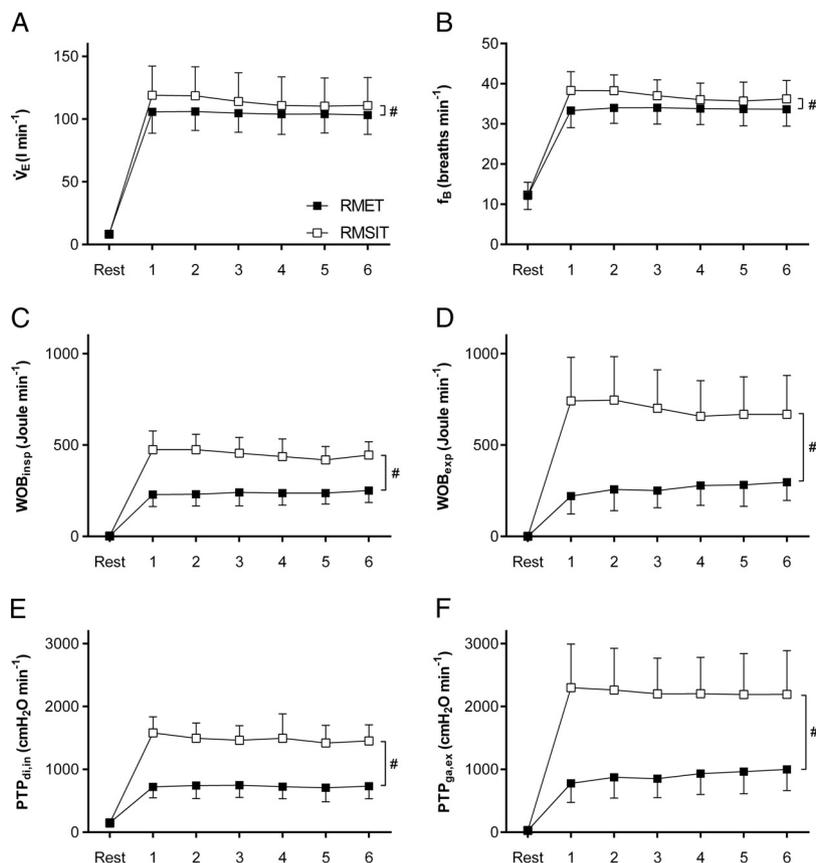 A
150
100
50
0
V̇E (l min-1)
#
RMET
RMSIT
Rest 1 2 3 4 5 6
B
50
40
30
20
10
0
fB (breaths min-1)
#
Rest 1 2 3 4 5 6
C
1000
500
0
WOBinsp (Joule min-1)
#
Rest 1 2 3 4 5 6
D
1000
500
0
WOBexp (Joule min-1)
#
Rest 1 2 3 4 5 6
E
3000
2000
1000
0
PTPdi,in (cmH2O min-1)
#
Rest 1 2 3 4 5 6
F
3000
2000
1000
0
PTPga,ex (cmH2O min-1)
#
Rest 1 2 3 4 5 6